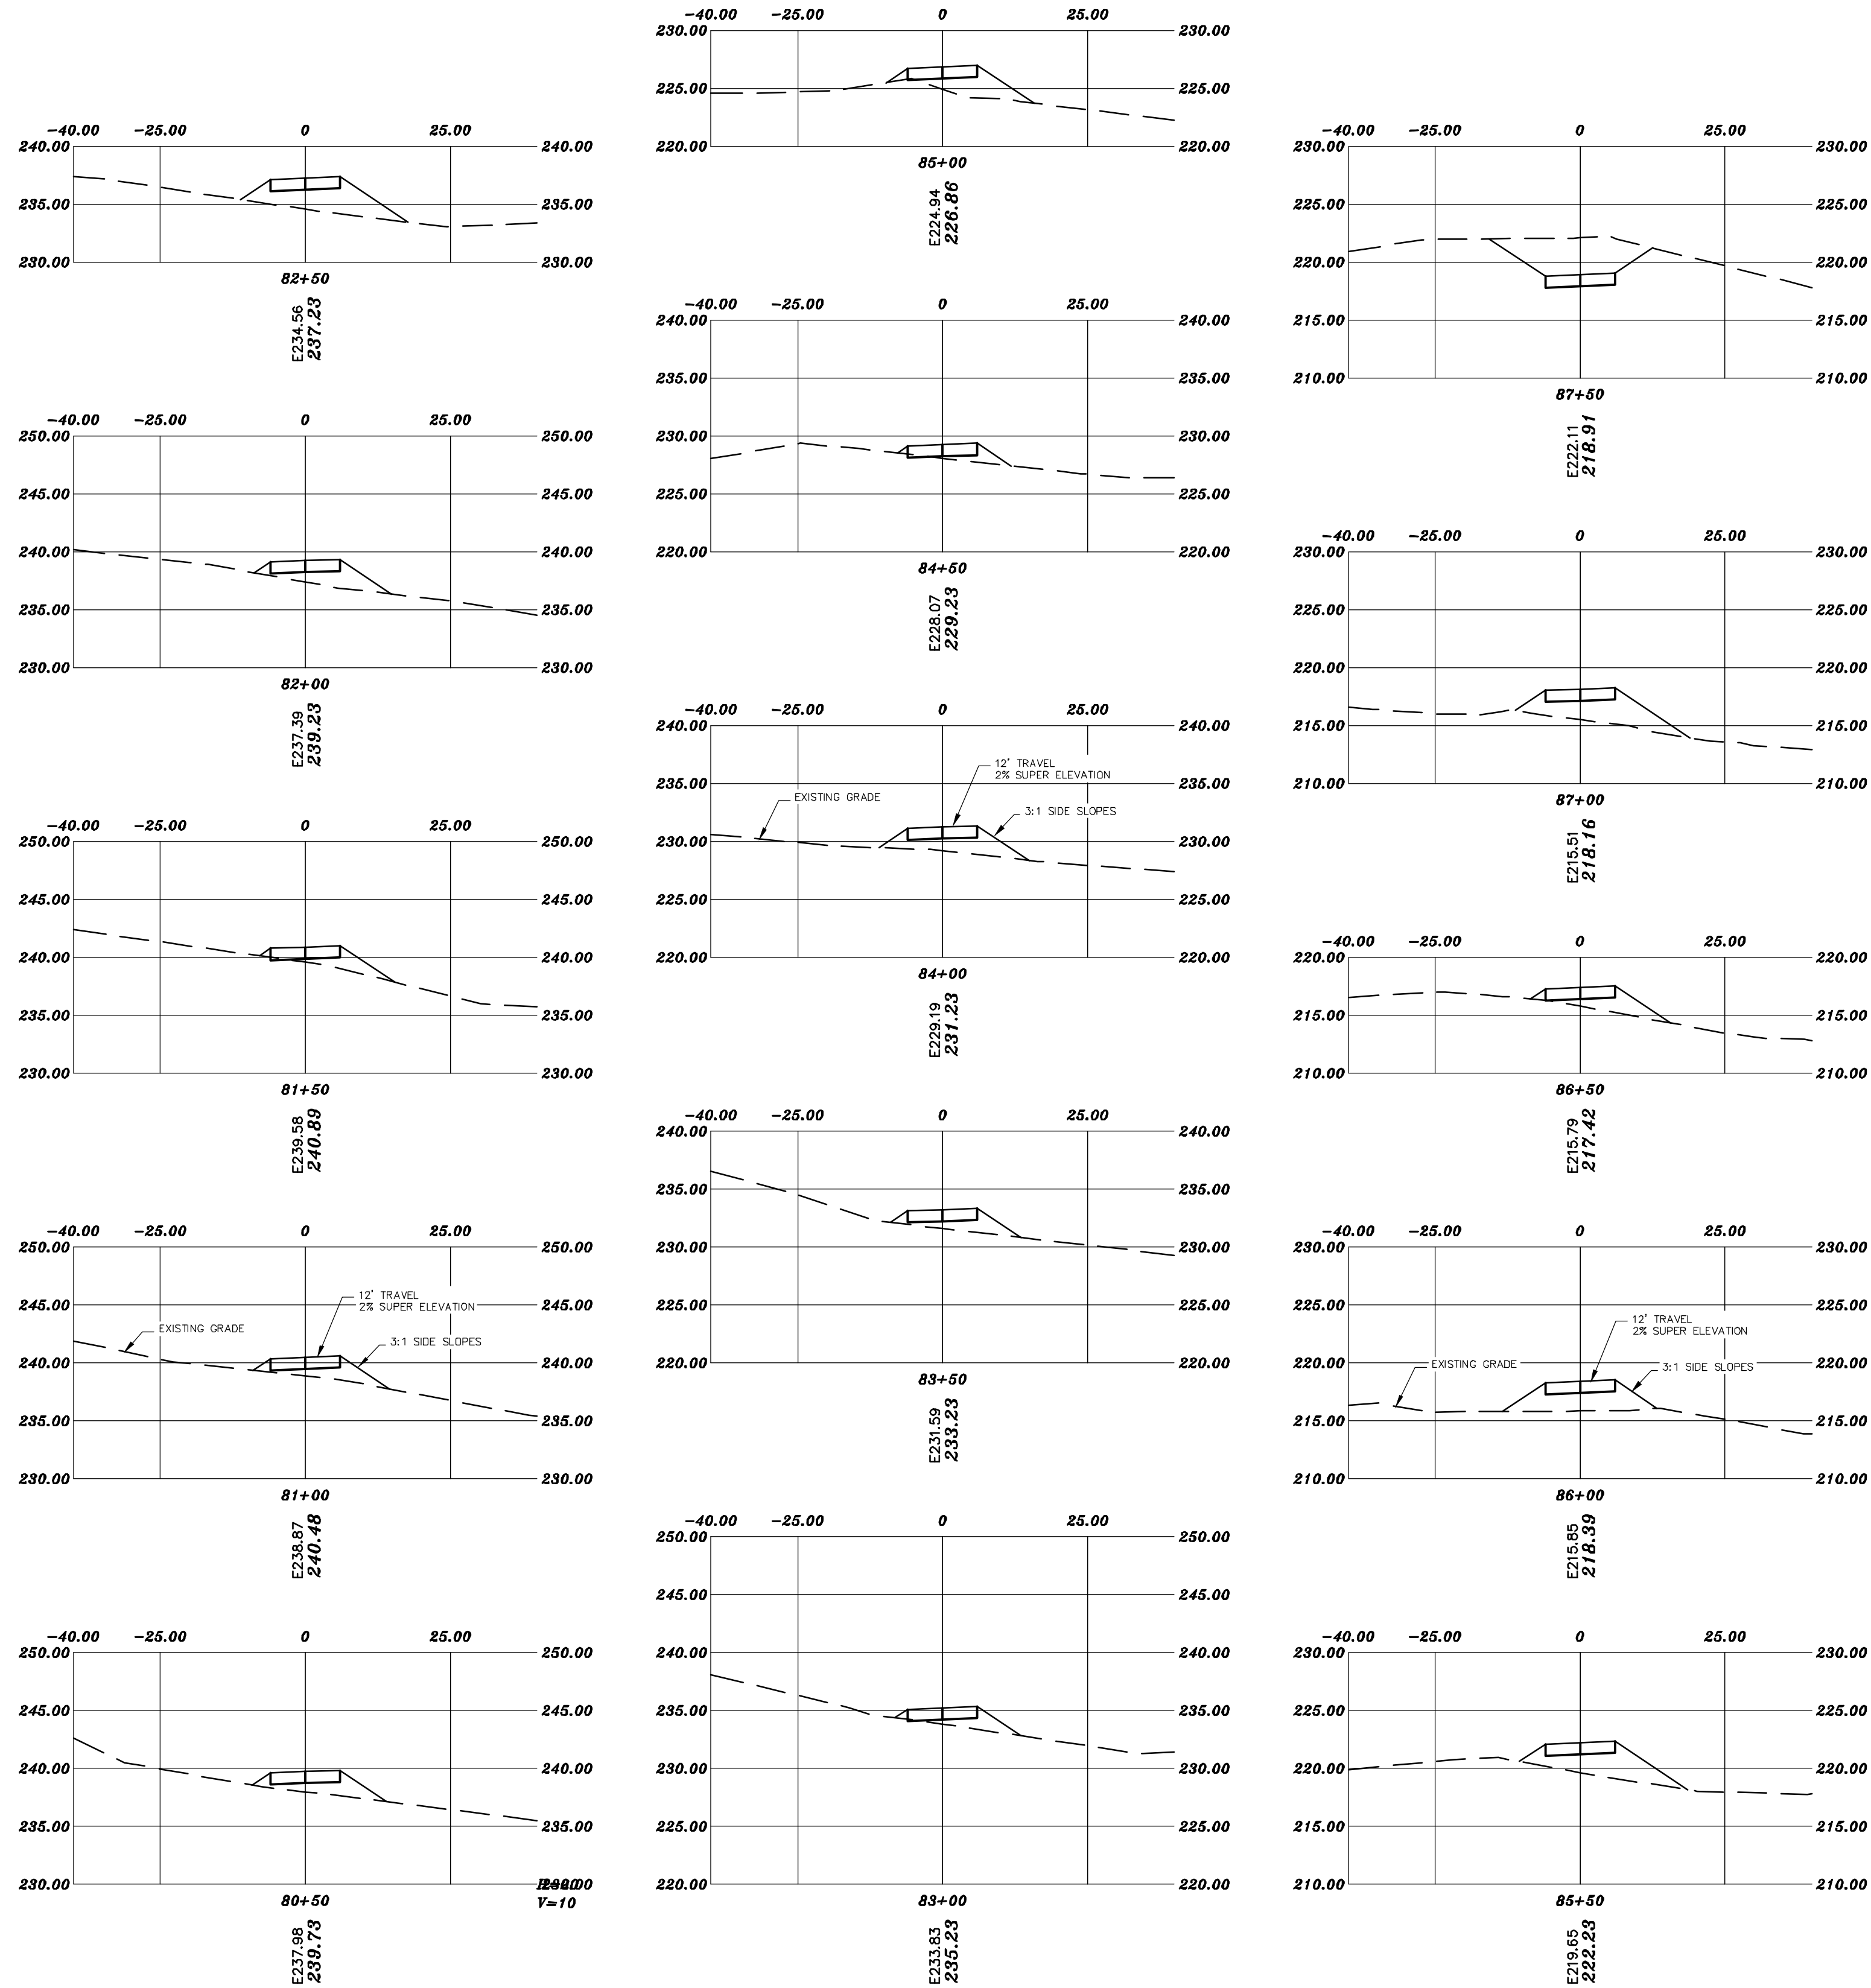 -40.00 -25.00 0 25.00
240.00 240.00
235.00 235.00
230.00 230.00
82+50
E234.56
237.23
-40.00 -25.00 0 25.00
250.00 250.00
245.00 245.00
240.00 240.00
235.00 235.00
230.00 230.00
82+00
E237.39
239.23
-40.00 -25.00 0 25.00
250.00 250.00
245.00 245.00
240.00 240.00
235.00 235.00
230.00 230.00
81+50
E239.58
240.89
-40.00 -25.00 0 25.00
250.00 250.00
245.00 245.00
12' TRAVEL
2% SUPER ELEVATION
EXISTING GRADE
3:1 SIDE SLOPES
240.00 240.00
235.00 235.00
230.00 230.00
81+00
E238.87
240.48
-40.00 -25.00 0 25.00
250.00 250.00
245.00 245.00
240.00 240.00
235.00 235.00
230.00
80+50
V=10
E237.98
239.73
-40.00 -25.00 0 25.00
230.00 230.00
225.00 225.00
220.00 220.00
85+00
E224.94
226.86
-40.00 -25.00 0 25.00
240.00 240.00
235.00 235.00
230.00 230.00
225.00 225.00
220.00 220.00
84+50
E228.07
229.23
-40.00 -25.00 0 25.00
240.00 240.00
12' TRAVEL
2% SUPER ELEVATION
235.00 235.00
EXISTING GRADE
3:1 SIDE SLOPES
230.00 230.00
225.00 225.00
220.00 220.00
84+00
E229.19
231.23
-40.00 -25.00 0 25.00
240.00 240.00
235.00 235.00
230.00 230.00
225.00 225.00
220.00 220.00
83+50
E231.59
233.23
-40.00 -25.00 0 25.00
250.00 250.00
245.00 245.00
240.00 240.00
235.00 235.00
230.00 230.00
225.00 225.00
220.00 220.00
83+00
E233.83
235.23
-40.00 -25.00 0 25.00
230.00 230.00
225.00 225.00
220.00 220.00
215.00 215.00
210.00 210.00
87+50
E222.11
218.91
-40.00 -25.00 0 25.00
230.00 230.00
225.00 225.00
220.00 220.00
215.00 215.00
210.00 210.00
87+00
E215.51
218.16
-40.00 -25.00 0 25.00
220.00 220.00
215.00 215.00
210.00 210.00
86+50
E215.79
217.42
-40.00 -25.00 0 25.00
230.00 230.00
225.00 225.00
12' TRAVEL
2% SUPER ELEVATION
220.00 220.00
EXISTING GRADE
3:1 SIDE SLOPES
215.00 215.00
210.00 210.00
86+00
E215.85
218.39
-40.00 -25.00 0 25.00
230.00 230.00
225.00 225.00
220.00 220.00
215.00 215.00
210.00 210.00
85+50
E219.65
222.23